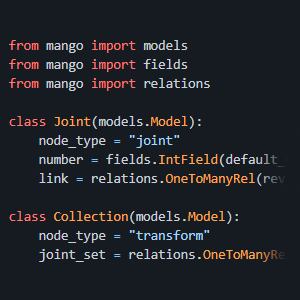 from mango import models
from mango import fields
from mango import relations
class Joint(models.Model):
node_type = "joint"
number = fields.IntField(default_
link = relations.OneToManyRel(rev
class Collection(models.Model):
node_type = "transform"
joint_set = relations.OneToManyRe